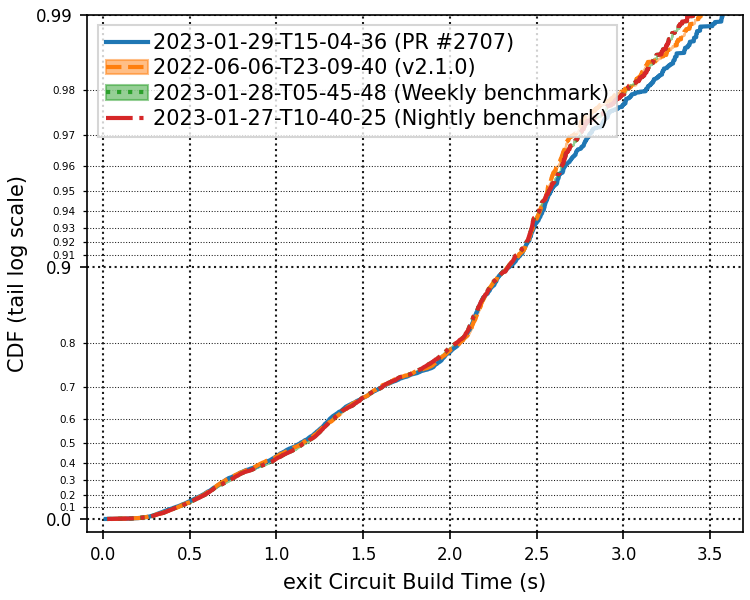 0.99
2023-01-29-T15-04-36 (PR #2707)
2022-06-06-T23-09-40 (v2.1.0)
2023-01-28-T05-45-48 (Weekly benchmark)
2023-01-27-T10-40-25 (Nightly benchmark)
0.98
0.97
0.96
0.95
0.94
0.93
0.92
0.91
0.9
0.8
0.7
0.6
0.5
0.4
0.3
0.2
0.1
0.0
CDF (tail log scale)
0.0 0.5 1.0 1.5 2.0 2.5 3.0 3.5
exit Circuit Build Time (s)